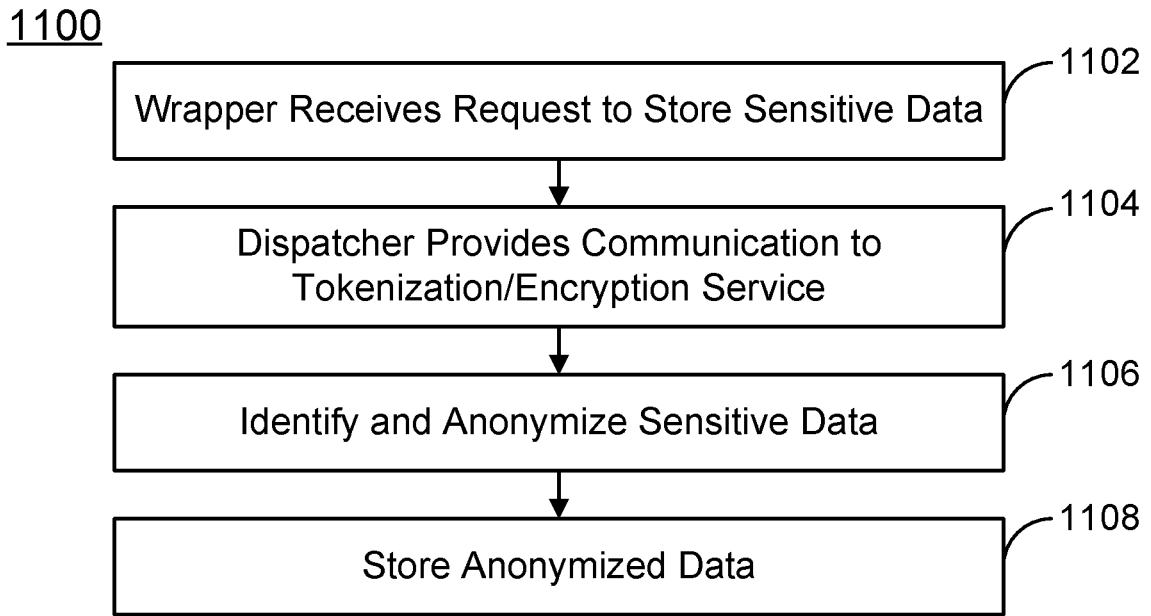 1100
1102
Wrapper Receives Request to Store Sensitive Data
1104
Dispatcher Provides Communication to
Tokenization/Encryption Service
1106
Identify and Anonymize Sensitive Data
1108
Store Anonymized Data